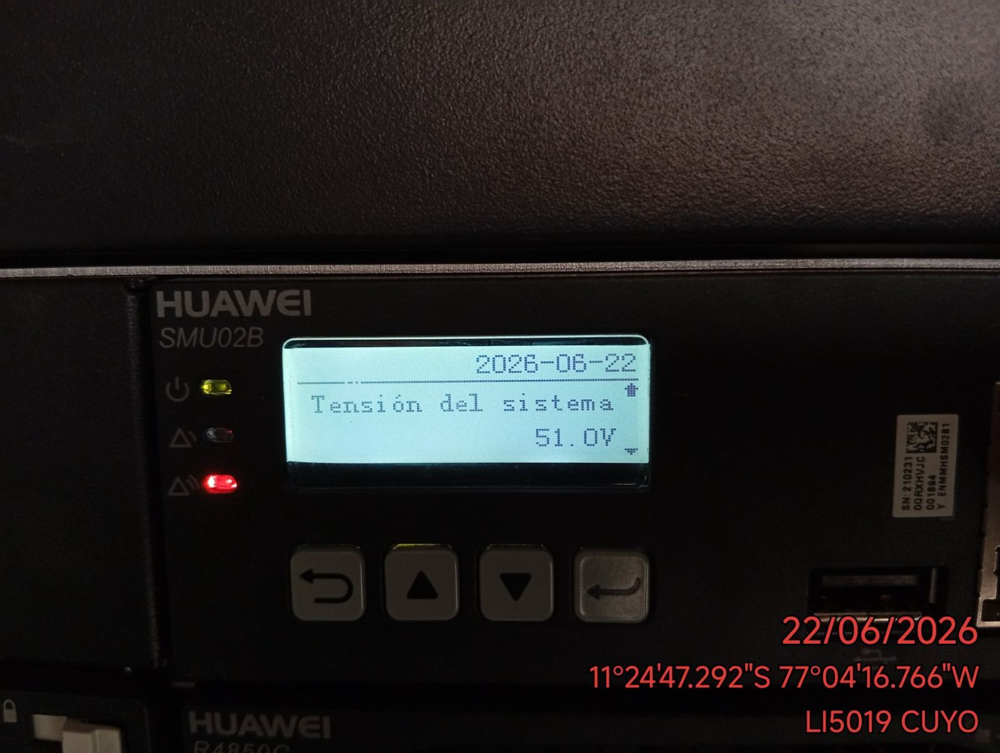 HUAWEI
SMU02B
2026-06-22
Tensión del sistema
51.0V
SN: 210231
0QRXHVJC
001894
Y ENMMHSM02B1
22/06/2026
11°24'47.292"S 77°04'16.766"W
LI5019 CUYO
HUAWEI